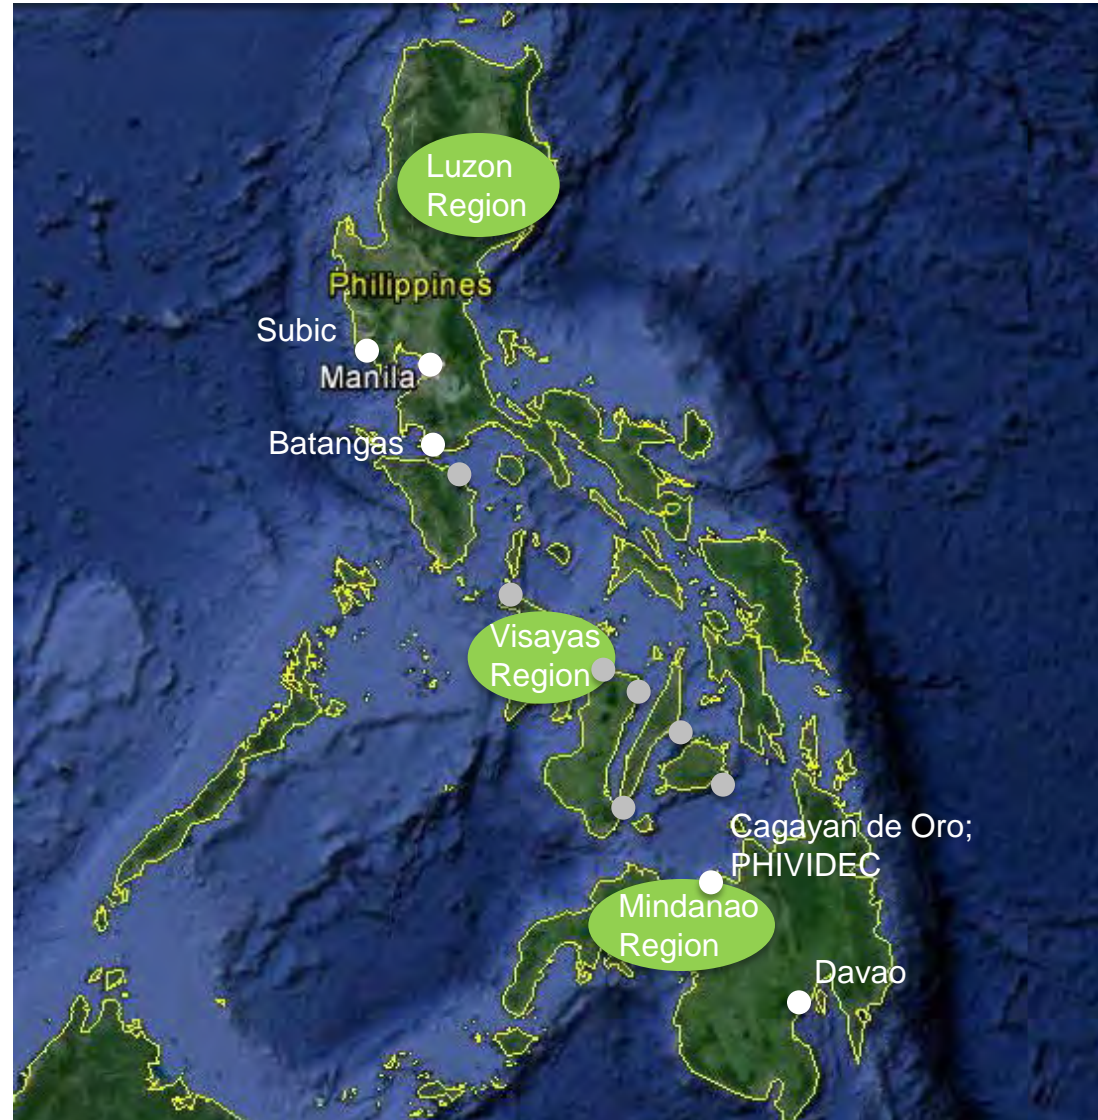 Luzon
Region
Philippines
Subic
Manila
Batangas
Visayas
Region
Cagayan de Oro;
PHIVIDEC
Mindanao
Region
Davao